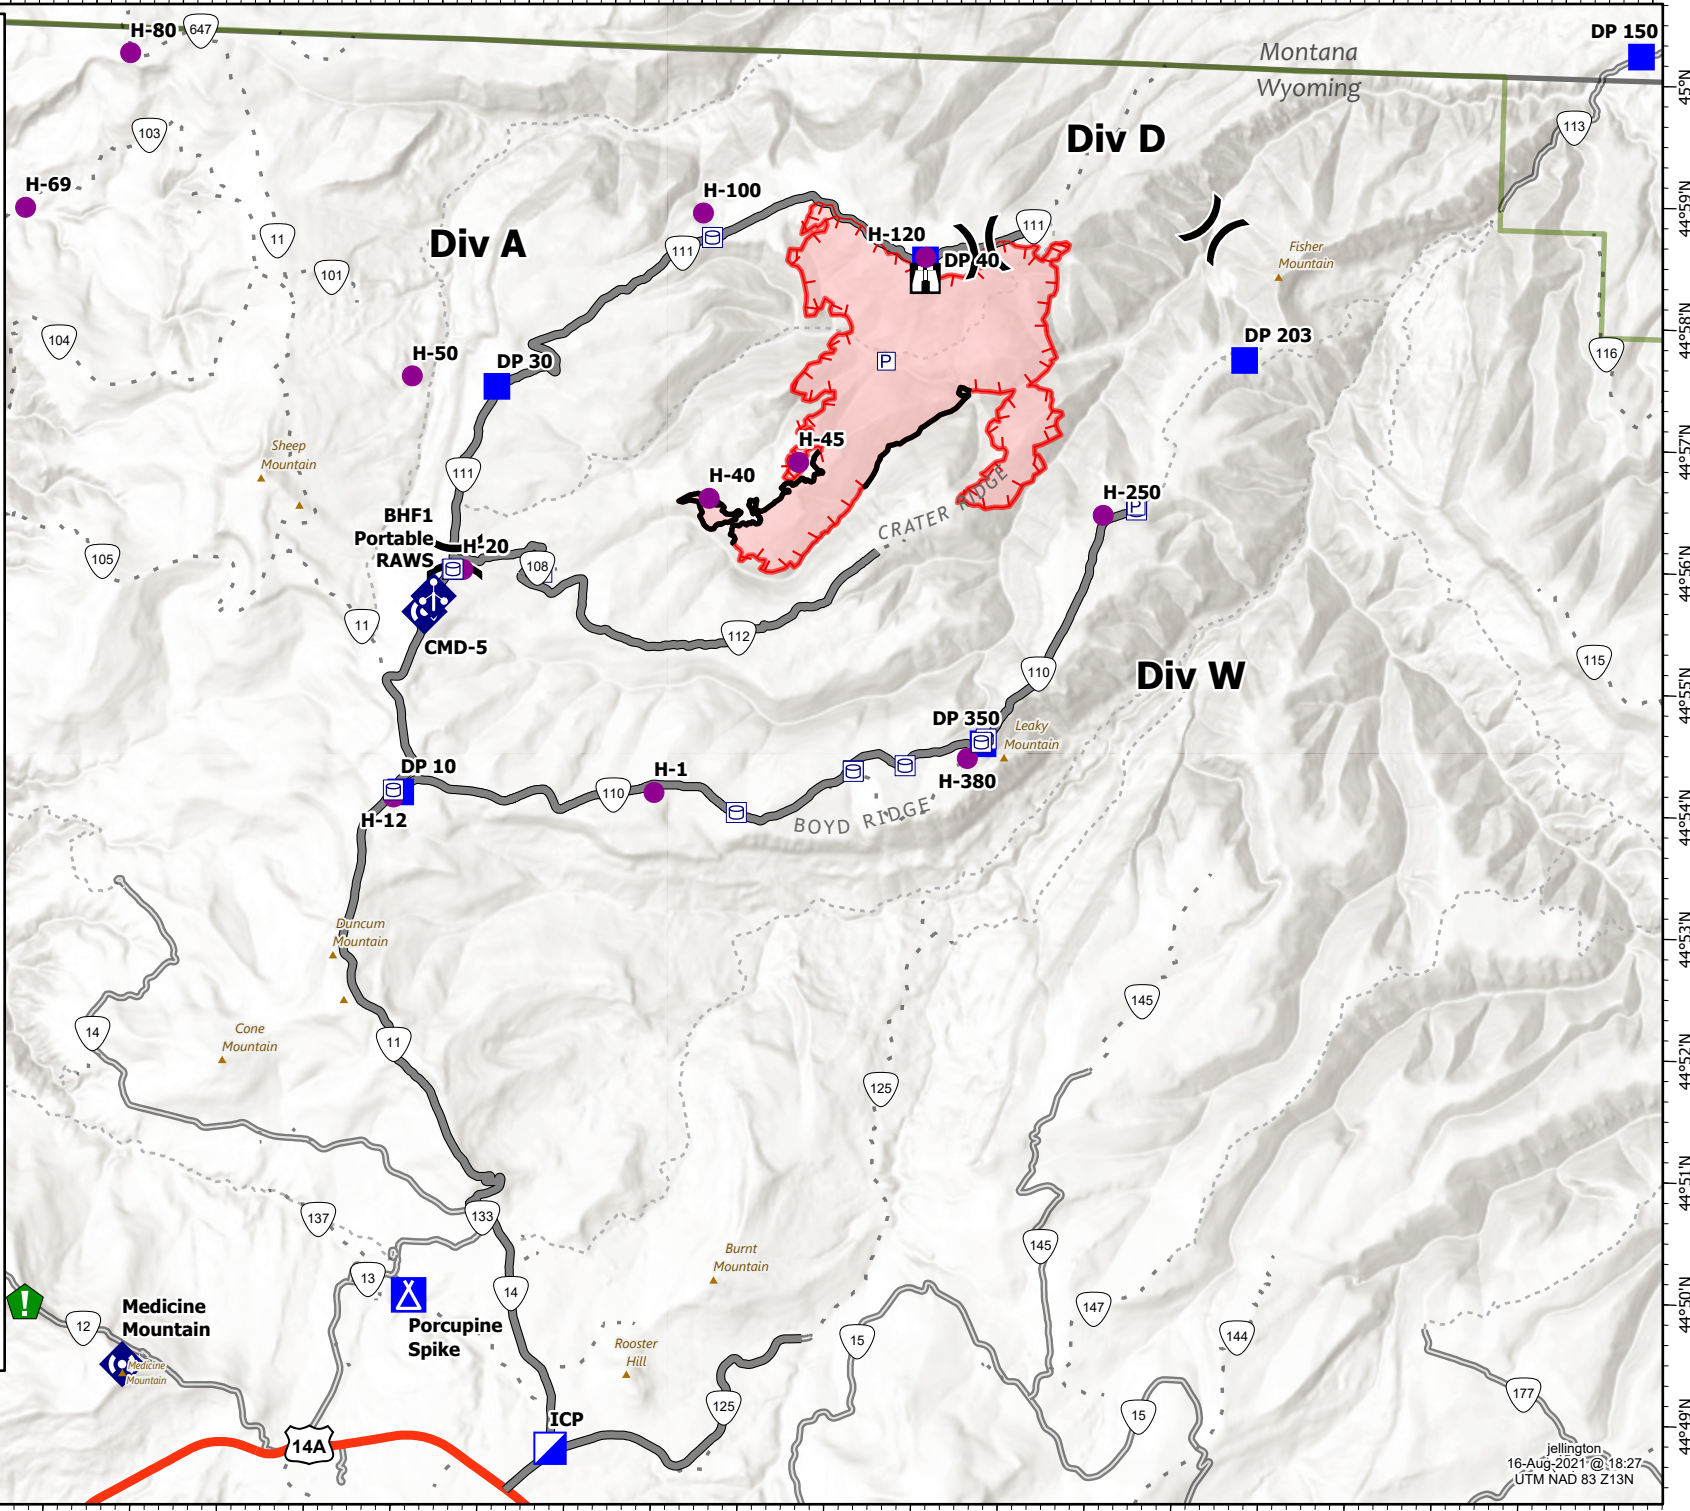 H-80
647
Montana
Wyoming
DP 150
45°N
103
113
Div D
H-69
H-100
44°59'N
11
Div A
111
H-120
111
DP 40
Fisher
Mountain
101
104
44°58'N
DP 203
116
H-50
DP 30
P
Sheep
Mountain
111
H-45
44°57'N
H-40
CRATER RIDGE
H-250
P
BHF1
Portable
RAWS
H-20
105
108
44°56'N
11
CMD-5
112
110
Div W
115
44°55'N
DP 350
Leaky
Mountain
DP 10
H-1
H-380
110
H-12
BOYD RIDGE
44°54'N
Duncum
Mountain
44°53'N
145
Cone
Mountain
14
11
44°52'N
125
44°51'N
137
133
145
Burnt
Mountain
13
14
147
44°50'N
12
Medicine
Mountain
Porcupine
Spike
144
15
Rooster
Hill
Medicine
Mountain
177
125
15
ICP
44°49'N
14A
jellington
16-Aug-2021 @ 18:27
UTM NAD 83 Z13N